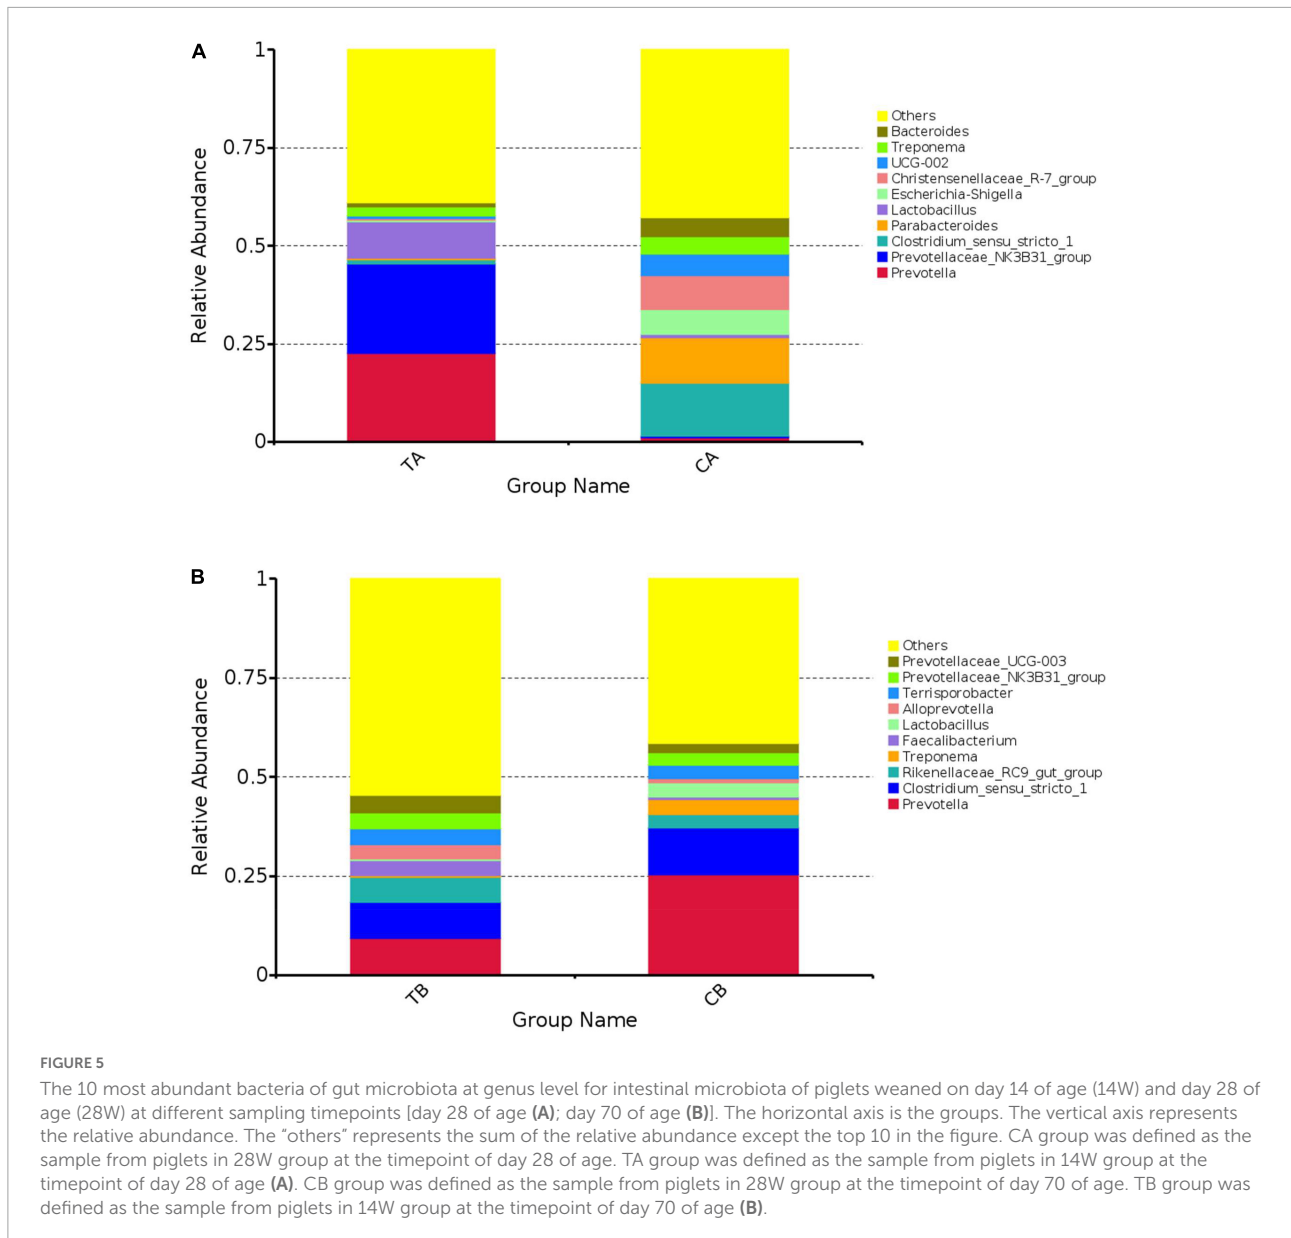 A
1
0.75
0.5
0.25
0
Relative Abundance
TA
CA
Group Name
Others
Bacteroides
Treponema
UCG-002
Christensenellaceae_R-7_group
Escherichia-Shigella
Lactobacillus
Parabacteroides
Clostridium_sensu_stricto_1
Prevotellaceae_NK3B31_group
Prevotella
B
1
0.75
0.5
0.25
0
Relative Abundance
TB
CB
Group Name
Others
Prevotellaceae_UCG-003
Prevotellaceae_NK3B31_group
Terrisporobacter
Alloprevotella
Lactobacillus
Faecalibacterium
Treponema
Rikenellaceae_RC9_gut_group
Clostridium_sensu_stricto_1
Prevotella
FIGURE 5
The 10 most abundant bacteria of gut microbiota at genus level for intestinal microbiota of piglets weaned on day 14 of age (14W) and day 28 of
age (28W) at different sampling timepoints [day 28 of age (A); day 70 of age (B)]. The horizontal axis is the groups. The vertical axis represents
the relative abundance. The “others” represents the sum of the relative abundance except the top 10 in the figure. CA group was defined as the
sample from piglets in 28W group at the timepoint of day 28 of age. TA group was defined as the sample from piglets in 14W group at the
timepoint of day 28 of age (A). CB group was defined as the sample from piglets in 28W group at the timepoint of day 70 of age. TB group was
defined as the sample from piglets in 14W group at the timepoint of day 70 of age (B).